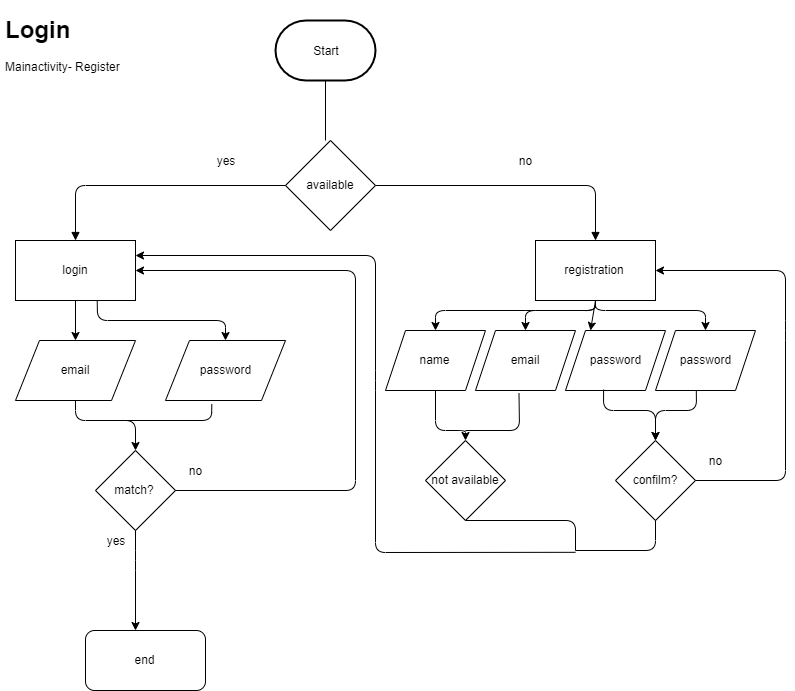 Login
Mainactivity- Register
Start
yes
no
available
login
registration
email
password
name
email
password
password
match?
no
not available
confilm?
no
yes
end